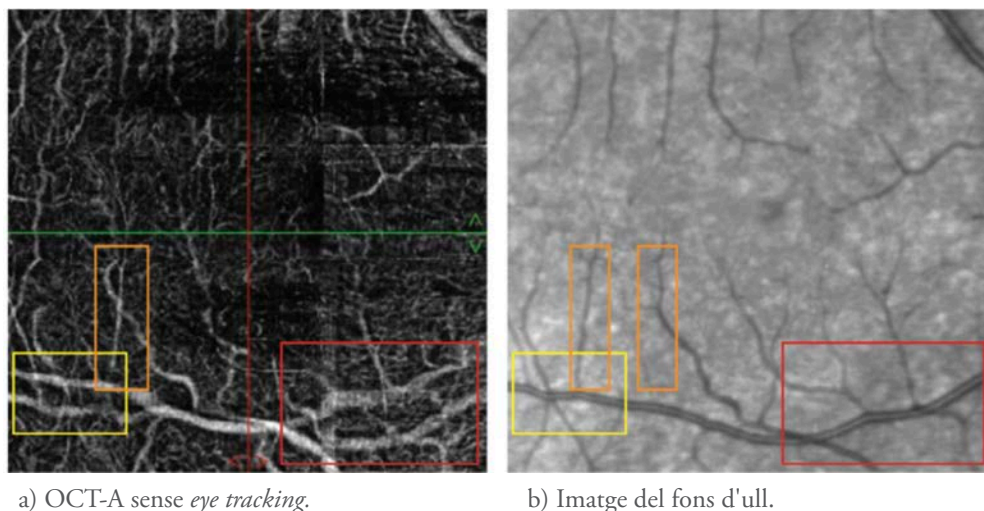 a) OCT-A sense eye tracking.
b) Imatge del fons d'ull.